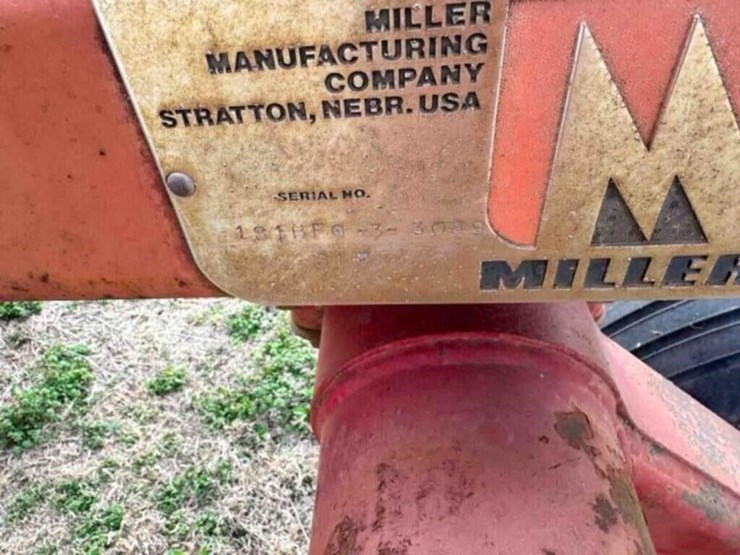 MILLER
MANUFACTURING
COMPANY
STRATTON, NEBR. USA
SERIAL NO.
MILLER